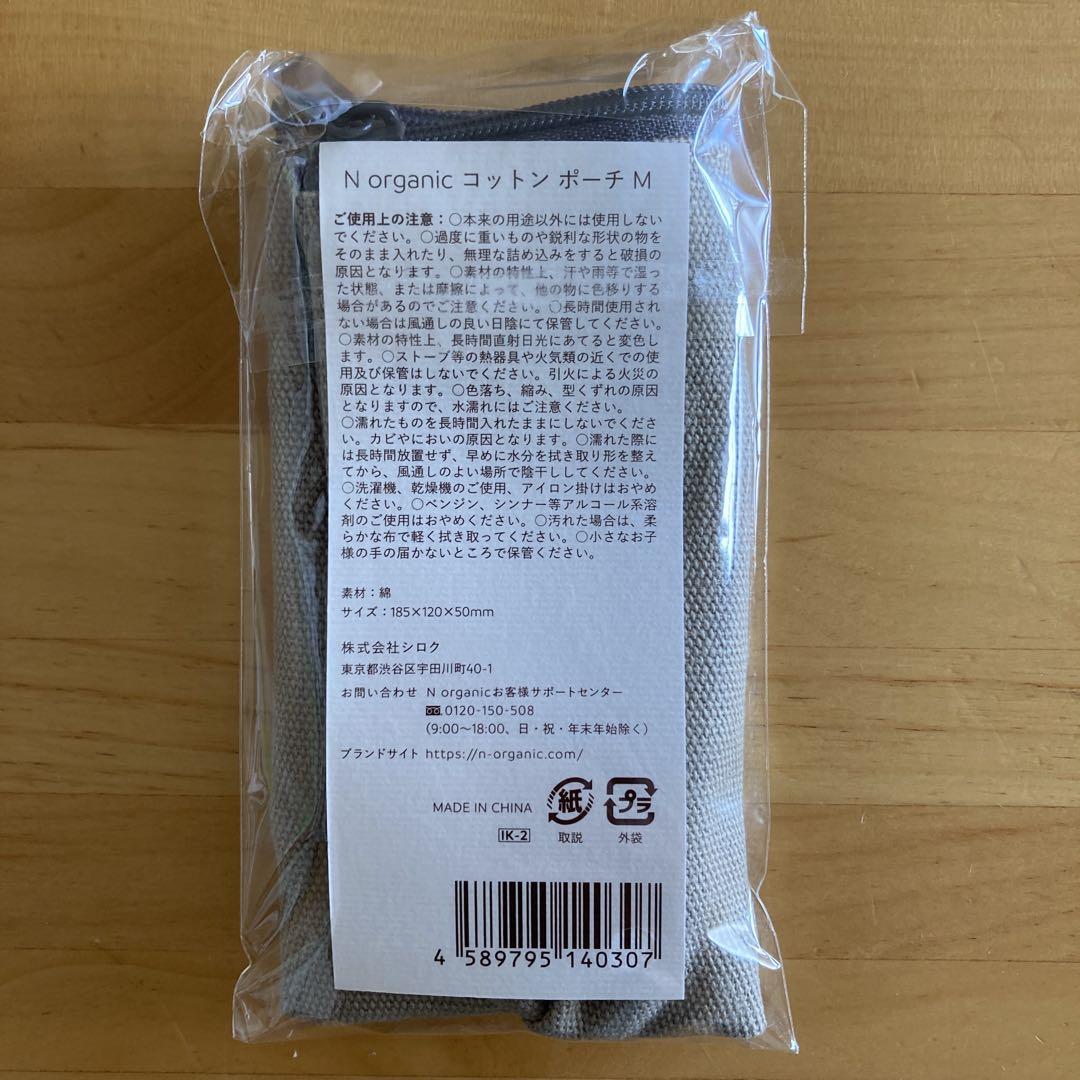 N organic コットン ポーチ M
ご使用上の注意：○本来の用途以外には使用しない
でください。○過度に重いものや鋭利な形状の物を
そのまま入れたり、無理な詰め込みをすると破損の
原因となります。○素材の特性上、汗や雨等で湿っ
た状態、または摩擦によって、他の物に色移りする
場合があるのでご注意ください。○長時間使用され
ない場合は風通しの良い日陰にて保管してください。
○素材の特性上、長時間直射日光にあてると変色し
ます。○ストーブ等の熱器具や火気類の近くでの使
用及び保管はしないでください。引火による火災の
原因となります。○色落ち、縮み、型くずれの原因
となりますので、水濡れにはご注意ください。
○濡れたものを長時間入れたままにしないでくださ
い。カビやにおいの原因となります。○濡れた際に
は長時間放置せず、早めに水分を拭き取り形を整え
てから、風通しのよい場所で陰干ししてください。
○洗濯機、乾燥機のご使用、アイロン掛けはおやめ
ください。○ベンジン、シンナー等アルコール系溶
剤のご使用はおやめください。○汚れた場合は、柔
らかな布で軽く拭き取ってください。○小さなお子
様の手の届かないところで保管ください。
素材：綿
サイズ：185×120×50mm
株式会社シロク
東京都渋谷区宇田川町40-1
お問い合わせ N organicお客様サポートセンター
0120-150-508
（9:00〜18:00、日・祝・年末年始除く）
ブランドサイト https://n-organic.com/
MADE IN CHINA 紙 プラ
IK-2 取説 外袋
4 589795 140307